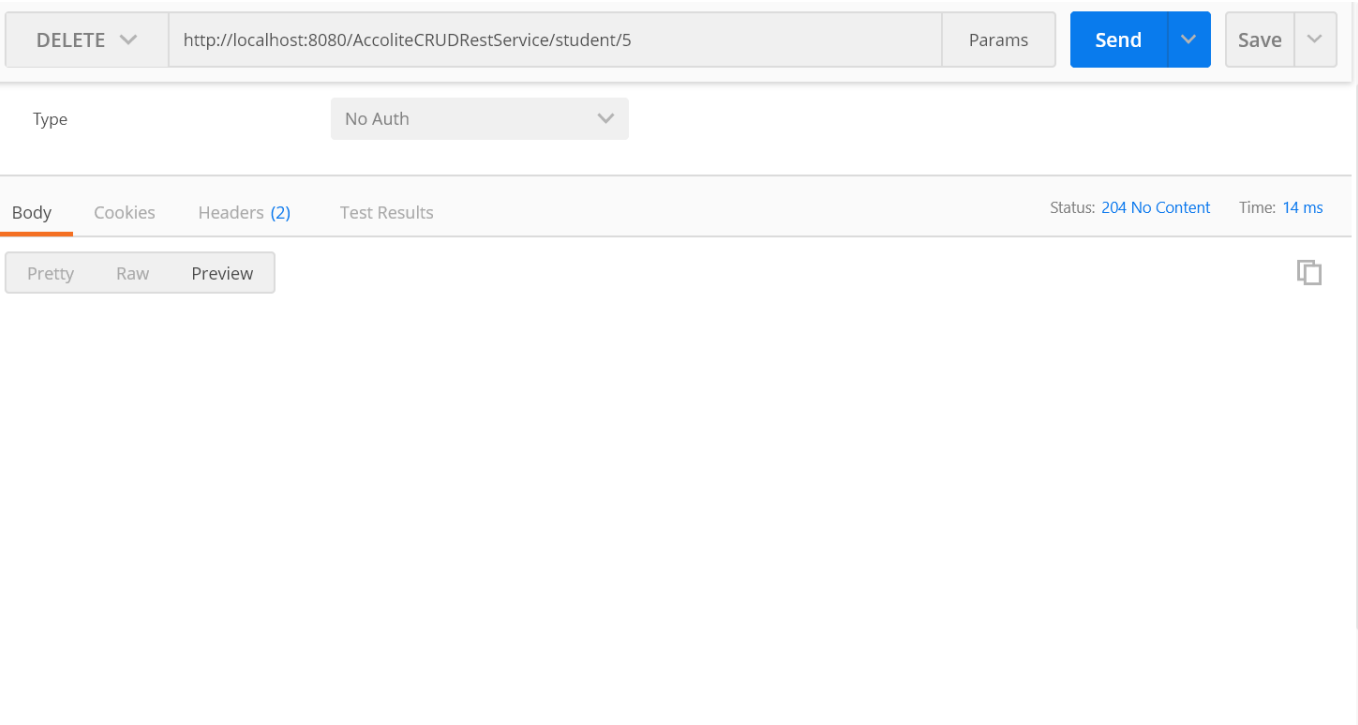 DELETE http://localhost:8080/AccoliteCRUDRestService/student/5 Params Send Save
Type No Auth
Body Cookies Headers (2) Test Results Status: 204 No Content Time: 14 ms
Pretty Raw Preview